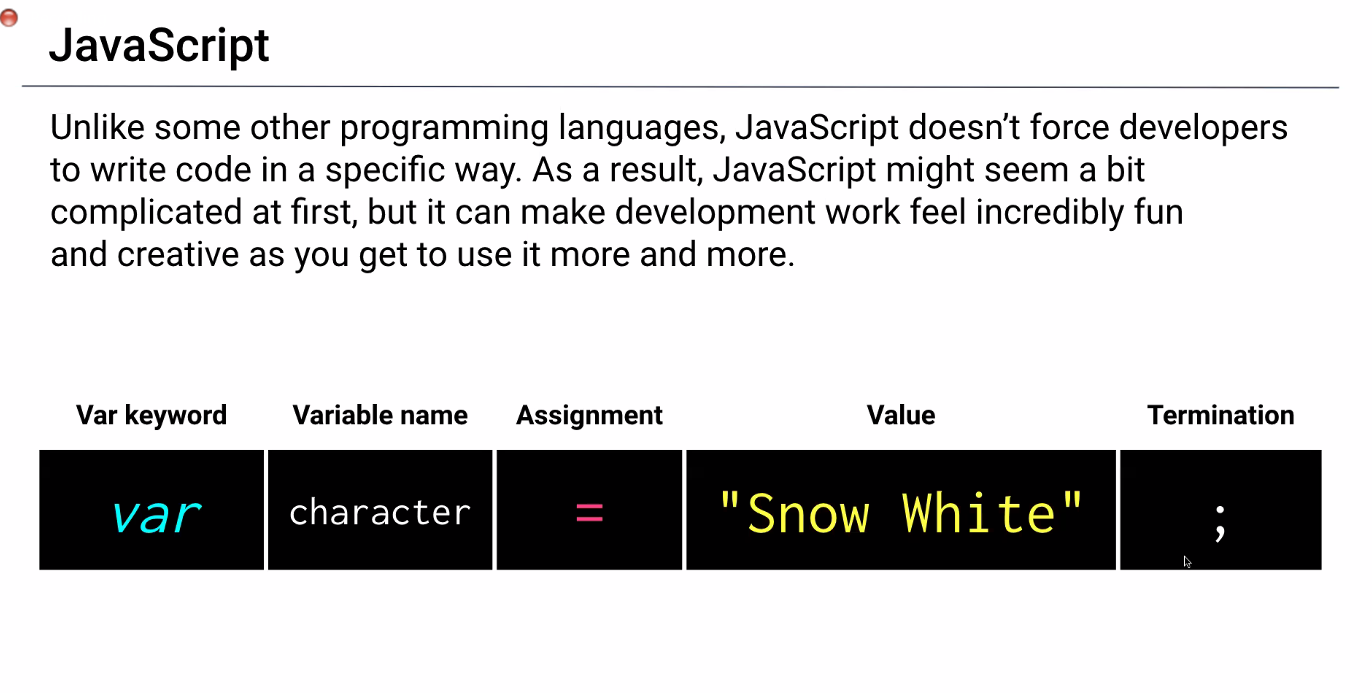 JavaScript
Unlike some other programming languages, JavaScript doesn’t force developers
to write code in a specific way. As a result, JavaScript might seem a bit
complicated at first, but it can make development work feel incredibly fun
and creative as you get to use it more and more.
Var keyword Variable name Assignment Value Termination
var character = "Snow White" ;